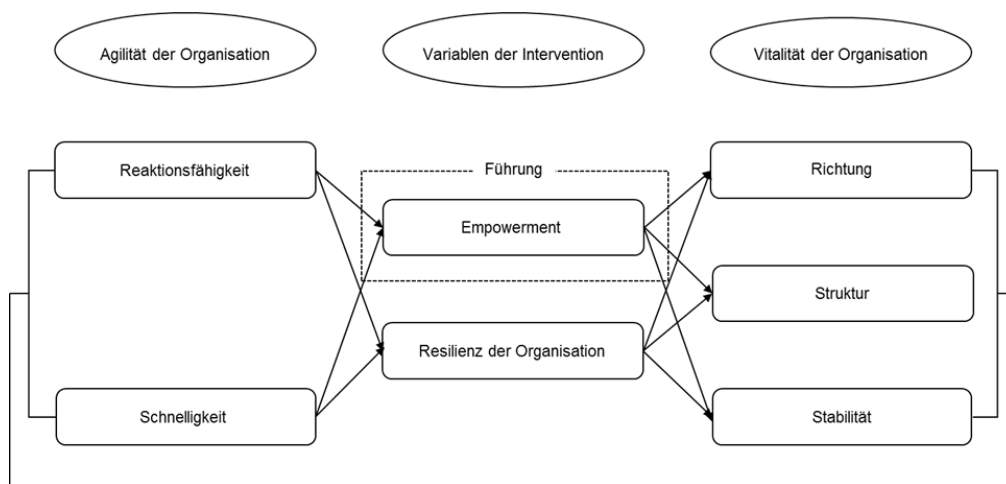 Agilität der Organisation
Variablen der Intervention
Vitalität der Organisation
Reaktionsfähigkeit
Führung
Richtung
Empowerment
Struktur
Resilienz der Organisation
Schnelligkeit
Stabilität